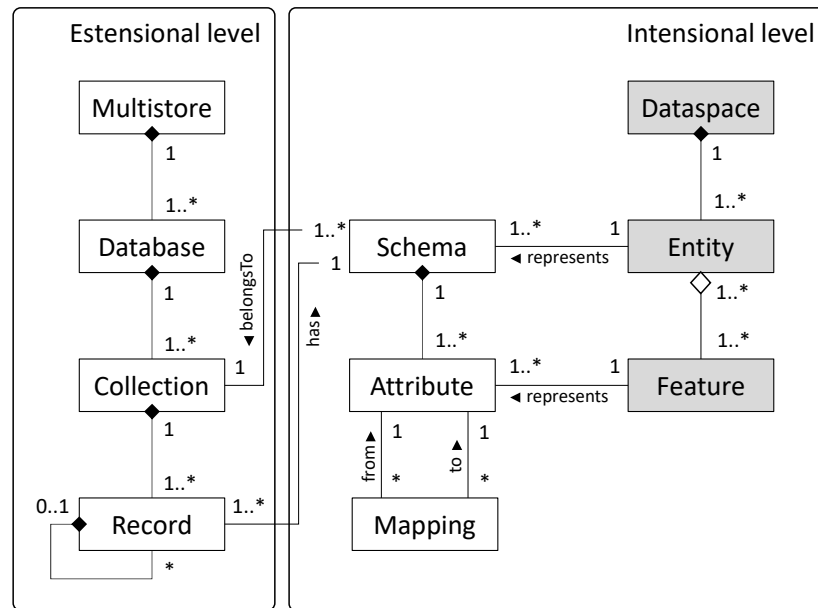 Estensional level
Intensional level
Multistore
Dataspace
1
1
1..*
1..*
Database
1..*
Schema
1..*
1
Entity
◄ represents
1
◄ belongsTo
1
has►
1
1..*
1..*
1..*
1..*
Collection
1
Attribute
1..*
1
Feature
◄ represents
1
from►
1
to►
1
1..*
*
*
0..1
Record
1..*
Mapping
*